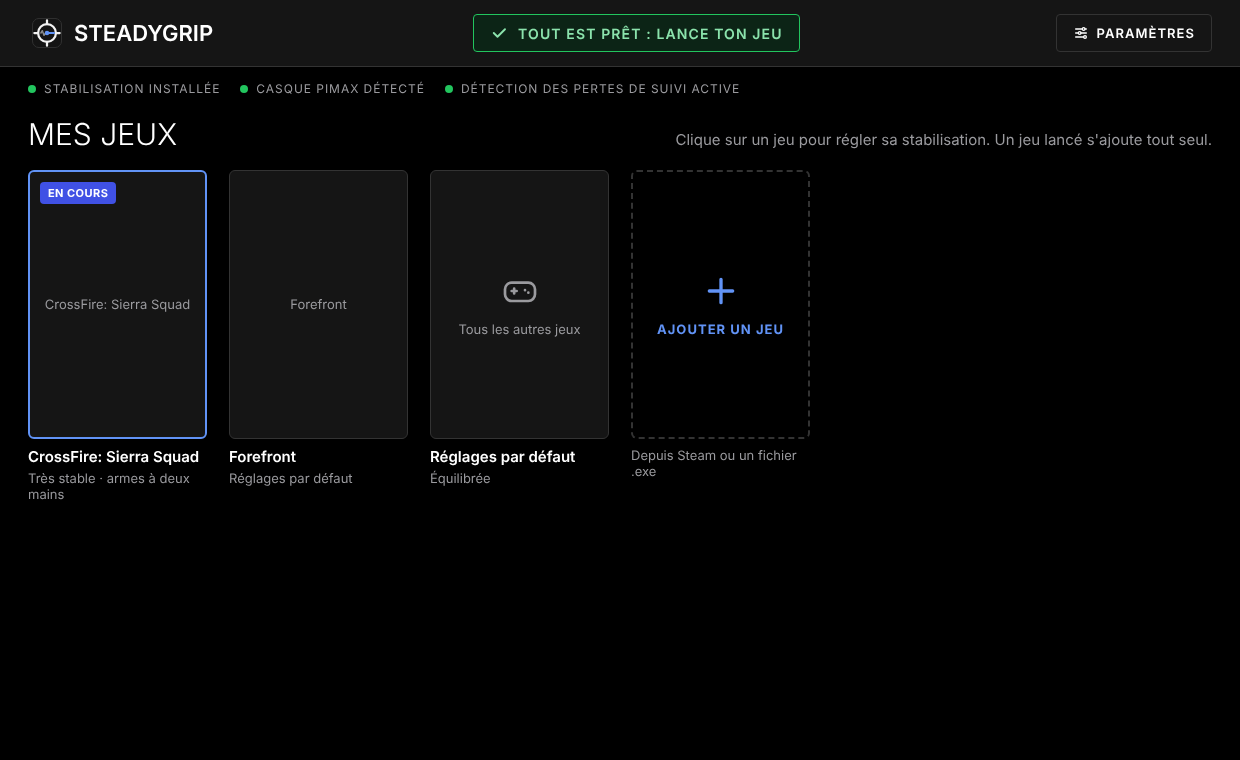 STEADYGRIP
TOUT EST PRÊT : LANCE TON JEU
PARAMÈTRES
STABILISATION INSTALLÉE
CASQUE PIMAX DÉTECTÉ
DÉTECTION DES PERTES DE SUIVI ACTIVE
MES JEUX
Clique sur un jeu pour régler sa stabilisation. Un jeu lancé s'ajoute tout seul.
EN COURS
CrossFire: Sierra Squad
Forefront
Tous les autres jeux
AJOUTER UN JEU
CrossFire: Sierra Squad
Très stable · armes à deux
mains
Forefront
Réglages par défaut
Réglages par défaut
Équilibrée
Depuis Steam ou un fichier
.exe